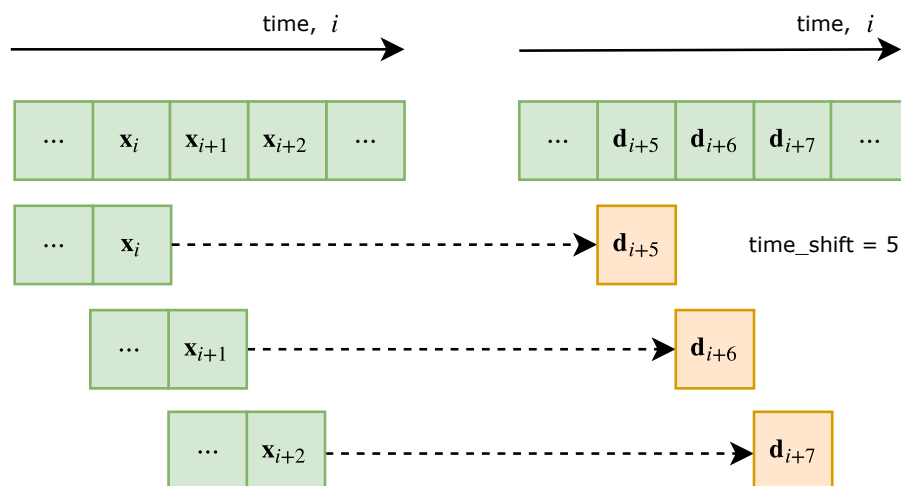 time, i time, i
... x_i x_{i+1} x_{i+2} ... ... d_{i+5} d_{i+6} d_{i+7} ...
... x_i d_{i+5} time_shift = 5
... x_{i+1} d_{i+6}
... x_{i+2} d_{i+7}